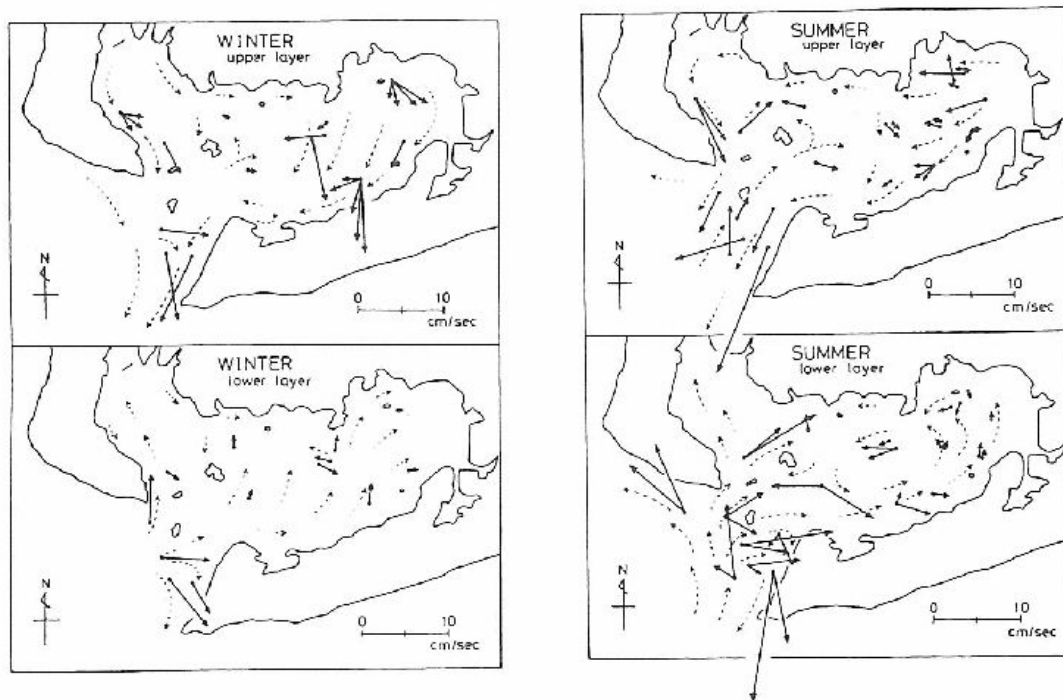 WINTER
upper layer
N
0 10
cm/sec
WINTER
lower layer
N
0 10
cm/sec
SUMMER
upper layer
N
0 10
cm/sec
SUMMER
lower layer
N
0 10
cm/sec